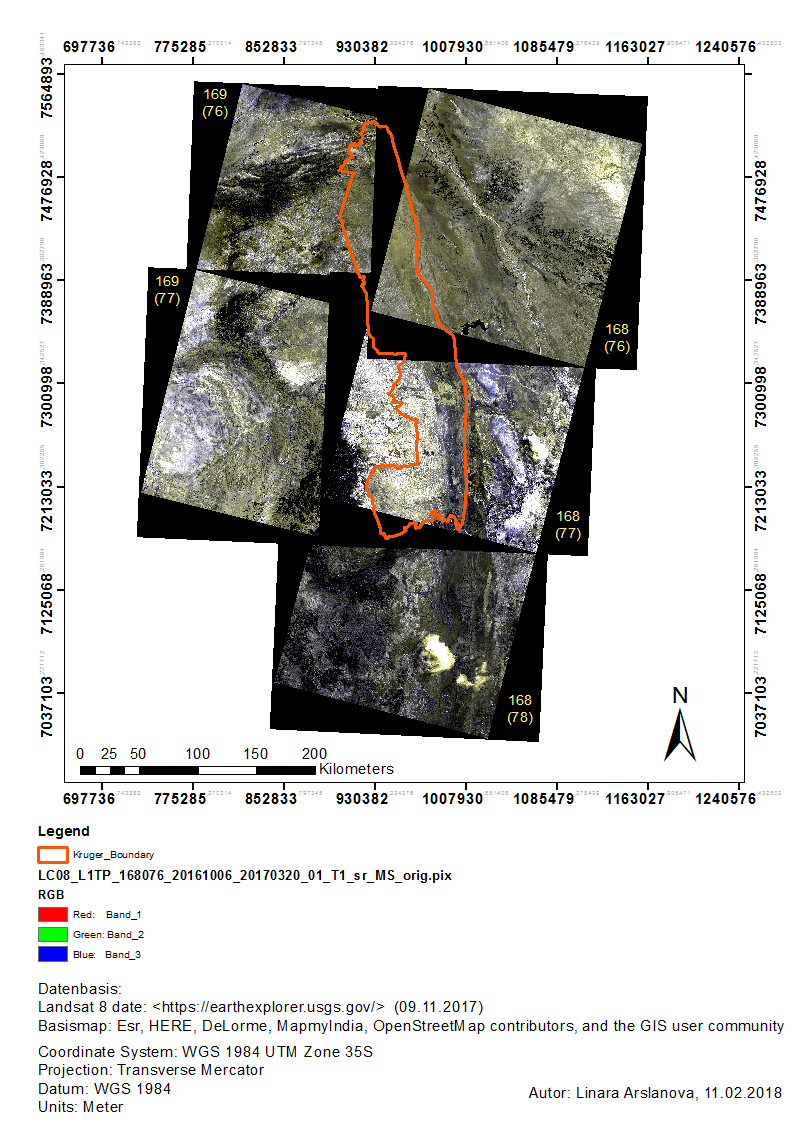 697736 775285 852833 930382 1007930 1085479 1163027 1240576
7564893
7476928
7388963
7300998
7213033
7125068
7037103
169
(76)
169
(77)
168
(76)
168
(77)
168
(78)
N
0 25 50 100 150 200
Kilometers
7564893
7476928
7388963
7300998
7213033
7125068
7037103
697736 775285 852833 930382 1007930 1085479 1163027 1240576
Legend
Kruger_Boundary
LC08_L1TP_168076_20161006_20170320_01_T1_sr_MS_orig.pix
RGB
Red: Band_1
Green: Band_2
Blue: Band_3
Datenbasis:
Landsat 8 date: <https://earthexplorer.usgs.gov/> (09.11.2017)
Basismap: Esr, HERE, DeLorme, MapmyIndia, OpenStreetMap contributors, and the GIS user community
Coordinate System: WGS 1984 UTM Zone 35S
Projection: Transverse Mercator
Datum: WGS 1984
Units: Meter
Autor: Linara Arslanova, 11.02.2018